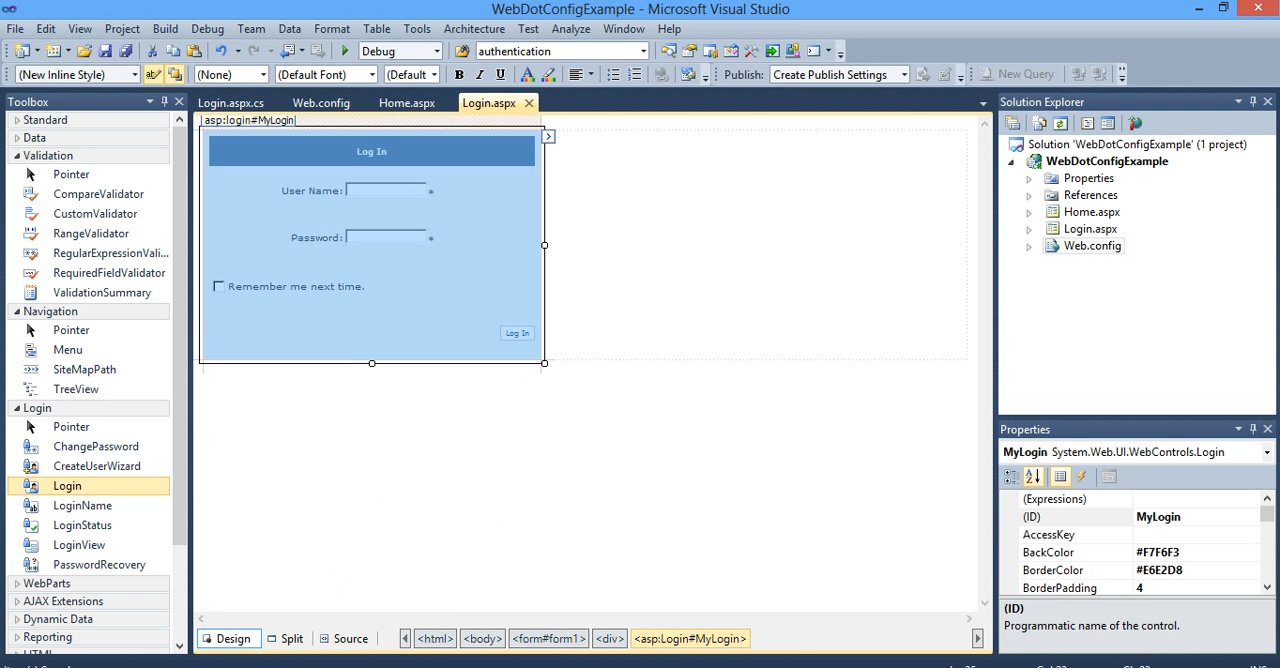 WebDotConfigExample - Microsoft Visual Studio
File Edit View Project Build Debug Team Data Format Table Tools Architecture Test Analyze Window Help
Debug authentication
(New Inline Style) (None) (Default Font) (Default B I U A Publish: Create Publish Settings New Query
Toolbox
Standard
Data
Validation
Pointer
CompareValidator
CustomValidator
RangeValidator
RegularExpressionVali...
RequiredFieldValidator
ValidationSummary
Navigation
Pointer
Menu
SiteMapPath
TreeView
Login
Pointer
ChangePassword
CreateUserWizard
Login
LoginName
LoginStatus
LoginView
PasswordRecovery
WebParts
AJAX Extensions
Dynamic Data
Reporting
Login.aspx.cs Web.config Home.aspx Login.aspx
asp:login#MyLogin
Log In
User Name: *
Password: *
Remember me next time.
Log In
Design Split Source <html> <body> <form#form1> <div> <asp:Login#MyLogin>
Solution Explorer
Solution 'WebDotConfigExample' (1 project)
WebDotConfigExample
Properties
References
Home.aspx
Login.aspx
Web.config
Properties
MyLogin System.Web.UI.WebControls.Login
(Expressions)
(ID) MyLogin
AccessKey
BackColor #F7F6F3
BorderColor #E6E2D8
BorderPadding 4
(ID)
Programmatic name of the control.